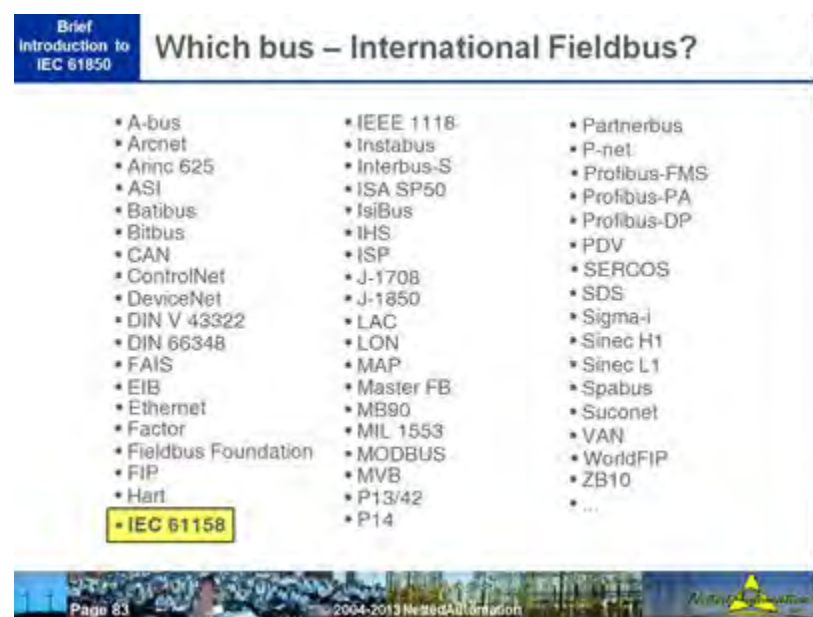 Brief
Introduction to
IEC 61850
Which bus – International Fieldbus?
• A-bus
• Arcnet
• Arinc 625
• ASI
• Batibus
• Bitbus
• CAN
• ControlNet
• DeviceNet
• DIN V 43322
• DIN 66348
• FAIS
• EIB
• Ethernet
• Factor
• Fieldbus Foundation
• FIP
• Hart
• IEC 61158
• IEEE 1118
• Instabus
• Interbus-S
• ISA SP50
• IsiBus
• IHS
• ISP
• J-1708
• J-1850
• LAC
• LON
• MAP
• Master FB
• MB90
• MIL 1553
• MODBUS
• MVB
• P13/42
• P14
• Partnerbus
• P-net
• Profibus-FMS
• Profibus-PA
• Profibus-DP
• PDV
• SERCOS
• SDS
• Sigma-i
• Sinec H1
• Sinec L1
• Spabus
• Suconet
• VAN
• WorldFIP
• ZB10
• ...
Page 83
2004-2013 NettedAutomation
NettedAutomation